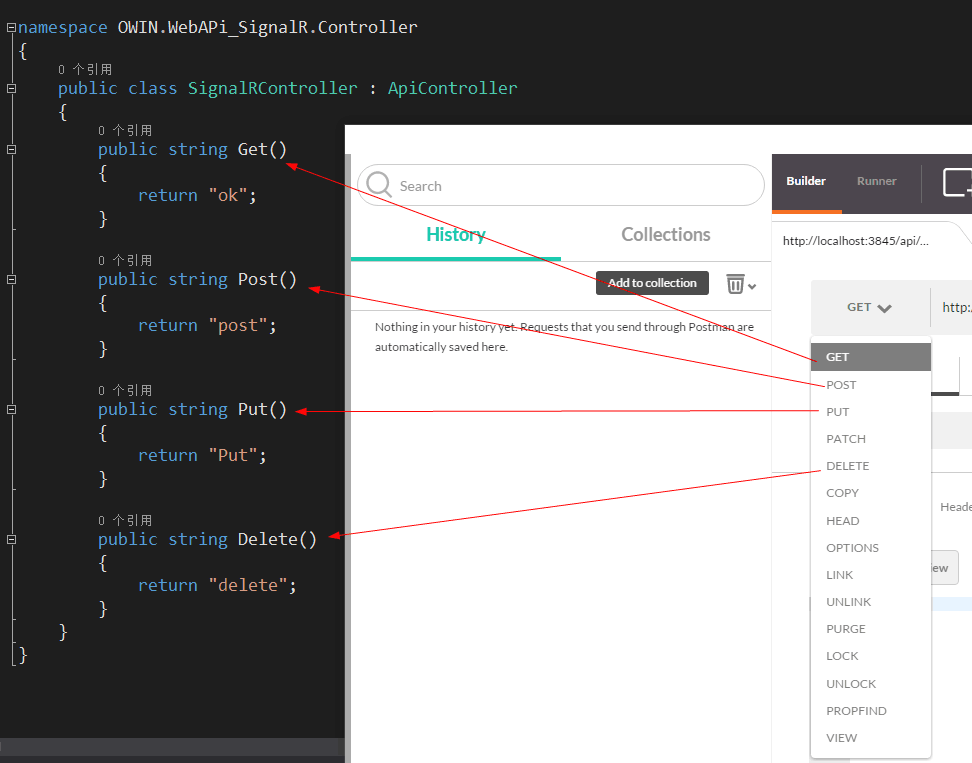 namespace OWIN.WebAPi_SignalR.Controller
{
0 个引用
public class SignalRController : ApiController
{
0 个引用
public string Get()
{
return "ok";
}
0 个引用
public string Post()
{
return "post";
}
0 个引用
public string Put()
{
return "Put";
}
0 个引用
public string Delete()
{
return "delete";
}
}
}
Search
History
Collections
Add to collection
Nothing in your history yet. Requests that you send through Postman are
automatically saved here.
Builder
Runner
http://localhost:3845/api/...
GET
http:
GET
POST
PUT
PATCH
DELETE
COPY
HEAD
OPTIONS
LINK
UNLINK
PURGE
LOCK
UNLOCK
PROPFIND
VIEW
Heade
ew